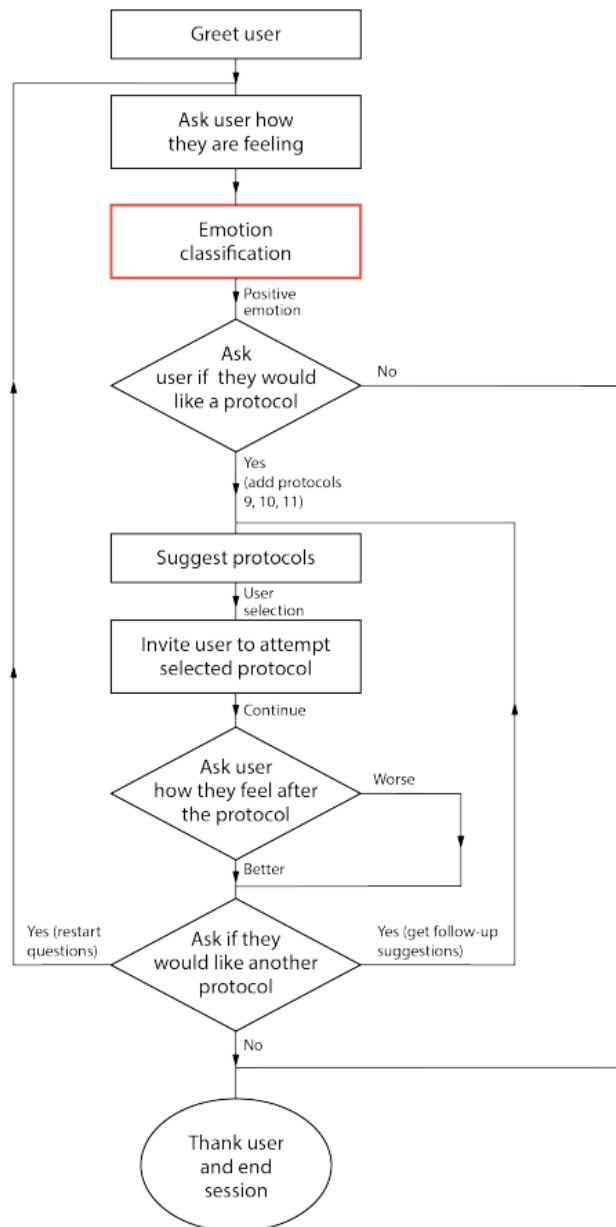 Greet user
Ask user how
they are feeling
Emotion
classification
Positive
emotion
Ask
user if they would
like a protocol
No
Yes
(add protocols
9, 10, 11)
Suggest protocols
User
selection
Invite user to attempt
selected protocol
Continue
Ask user
how they feel after
the protocol
Worse
Better
Yes (restart
questions)
Ask if they
would like another
protocol
Yes (get follow-up
suggestions)
No
Thank user
and end
session